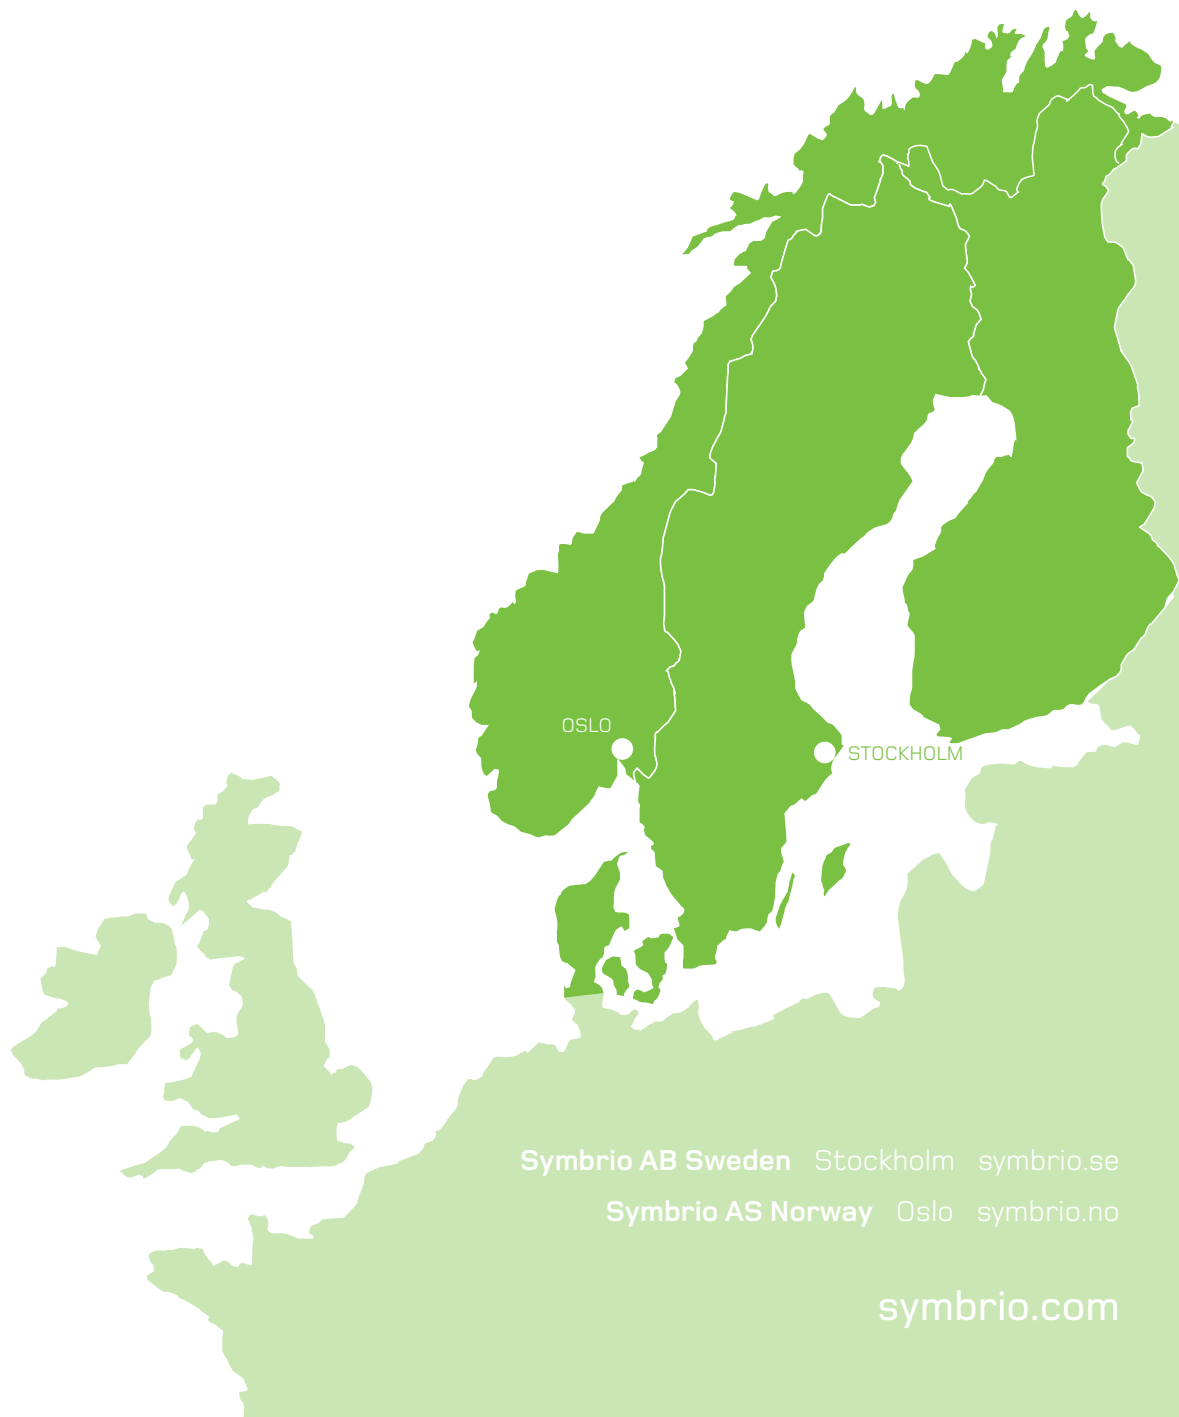 OSLO
STOCKHOLM
Symbrio AB Sweden Stockholm symbrio.se
Symbrio AS Norway Oslo symbrio.no
symbrio.com